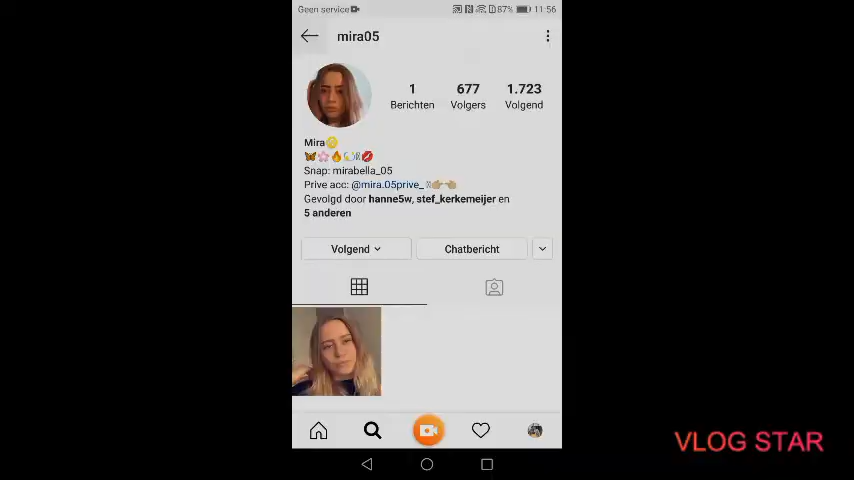 Geen service
87% 11:56
mira05
1 677 1.723
Berichten Volgers Volgend
Mira
Snap: mirabella_05
Prive acc: @mira.05prive_
Gevolgd door hanne5w, stef_kerkemeijer en
5 anderen
Volgend Chatbericht
VLOG STAR